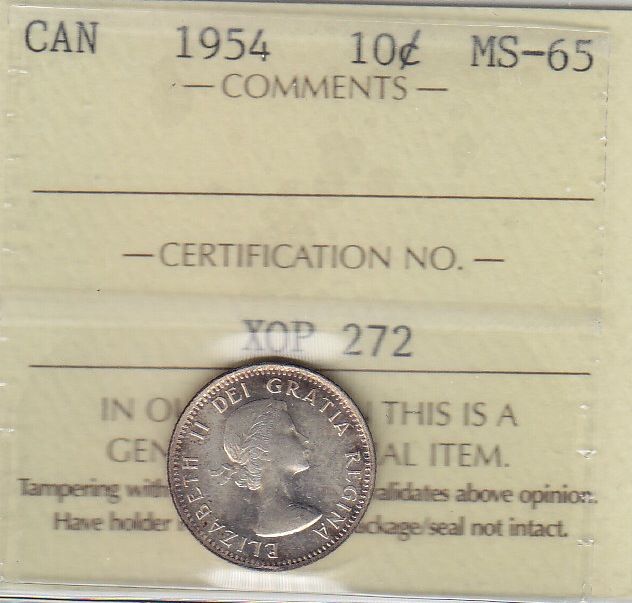 CAN 1954 10¢ MS-65
— COMMENTS —
— CERTIFICATION NO. —
XOP 272
IN THIS IS A
GEN AL ITEM.
Tampering with alidates above opinion.
Have holder ckage/seal not intact.
ELIZABETH II DEI GRATIA REGINA